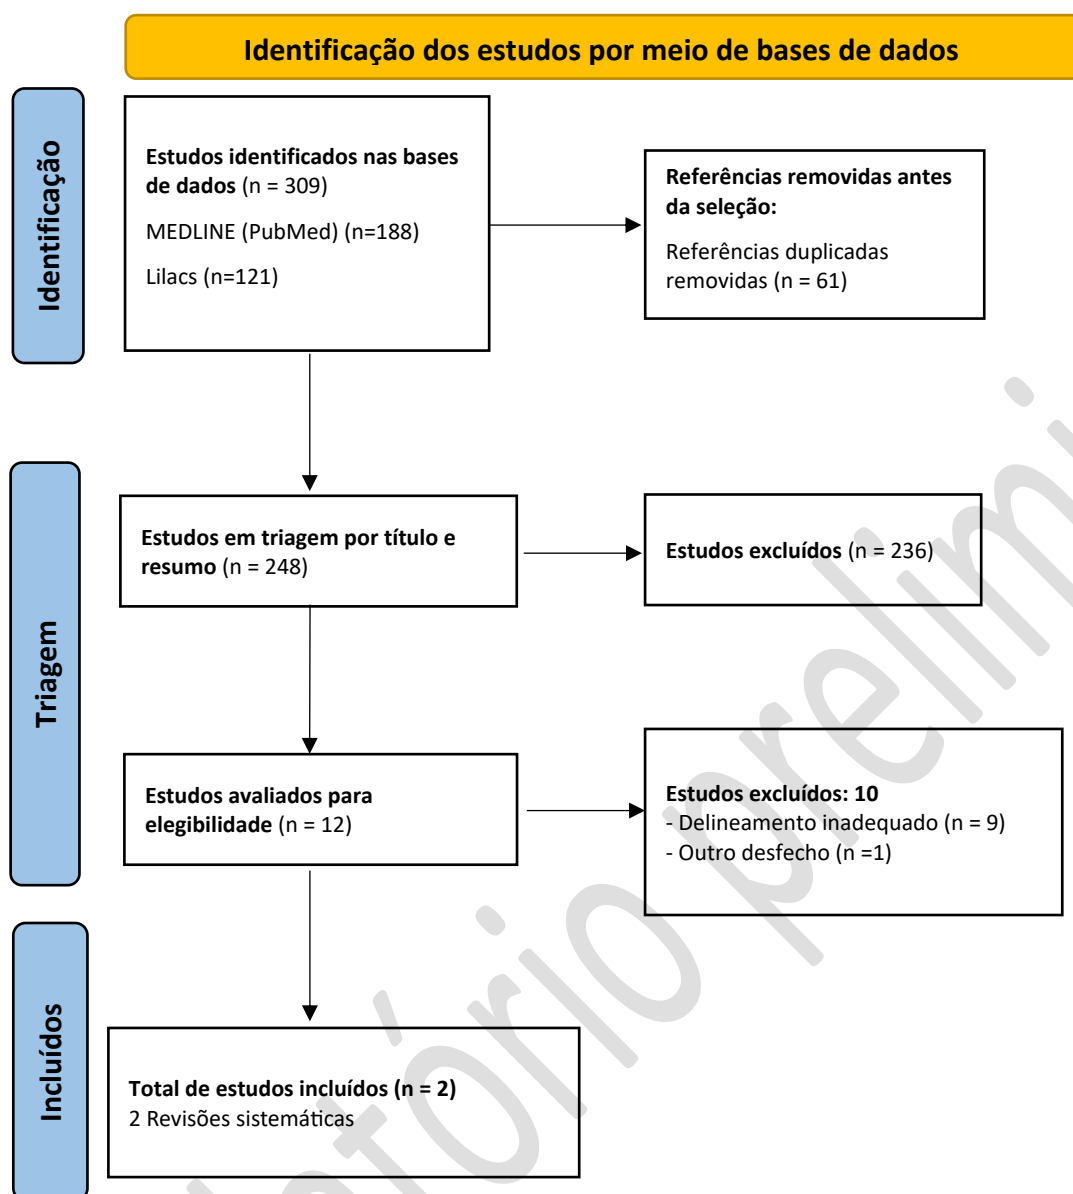 Identificação dos estudos por meio de bases de dados
Identificação
Estudos identificados nas bases
de dados (n = 309)
MEDLINE (PubMed) (n=188)
Lilacs (n=121)
Referências removidas antes
da seleção:
Referências duplicadas
removidas (n = 61)
Triagem
Estudos em triagem por título e
resumo (n = 248)
Estudos excluídos (n = 236)
Estudos avaliados para
elegibilidade (n = 12)
Estudos excluídos: 10
- Delineamento inadequado (n = 9)
- Outro desfecho (n =1)
Incluídos
Total de estudos incluídos (n = 2)
2 Revisões sistemáticas
atório prelimi